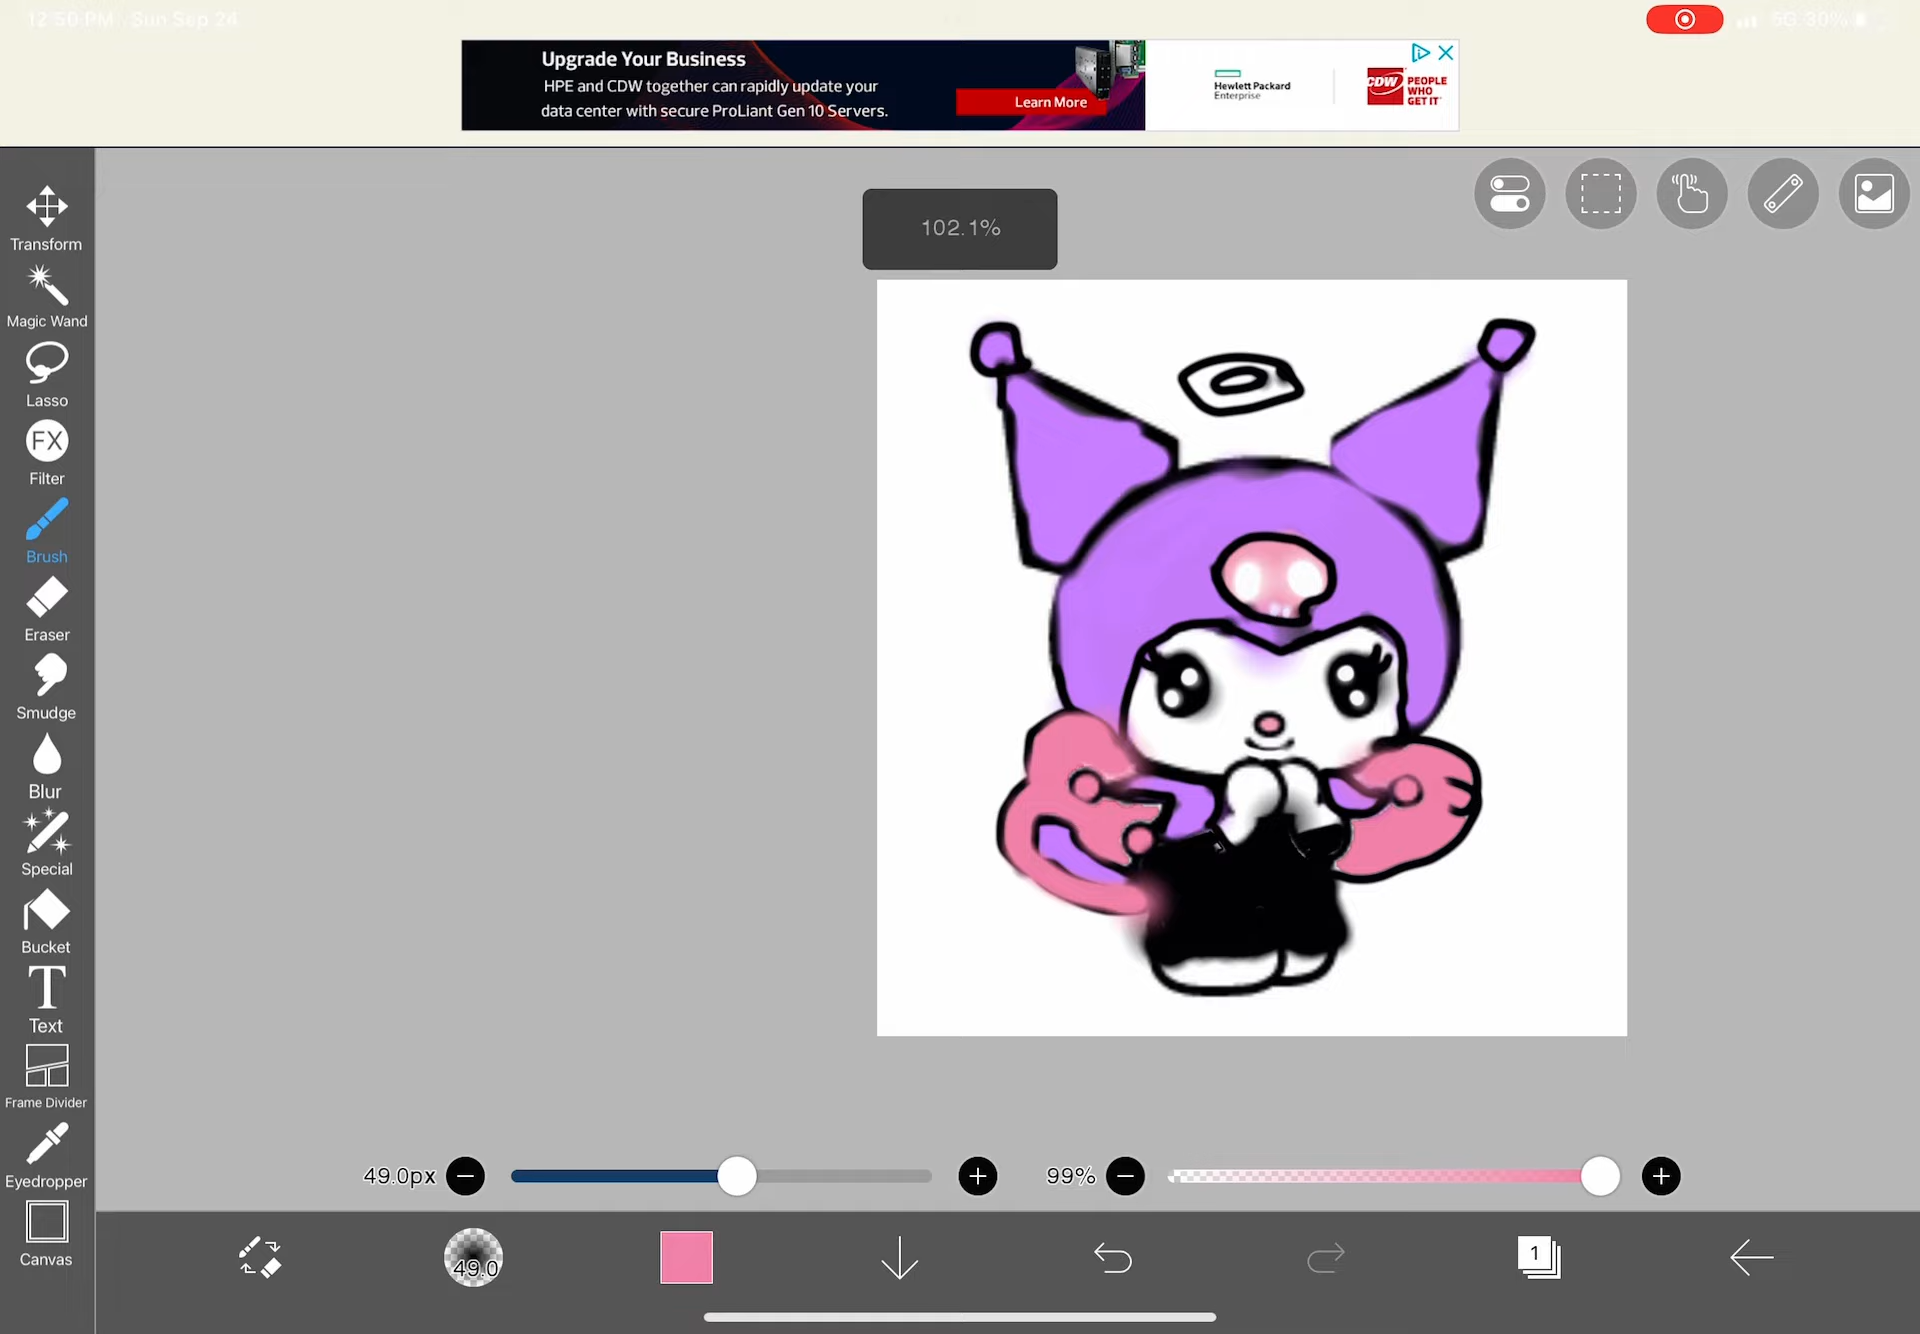 12:50 PM Sun Sep 24
5G 30%
Upgrade Your Business
HPE and CDW together can rapidly update your
data center with secure ProLiant Gen 10 Servers.
Learn More
Hewlett Packard
Enterprise
CDW
PEOPLE
WHO
GET IT
102.1%
Transform
Magic Wand
Lasso
FX
Filter
Brush
Eraser
Smudge
Blur
Special
Bucket
T
Text
Frame Divider
Eyedropper
Canvas
49.0px
99%
49.0
1